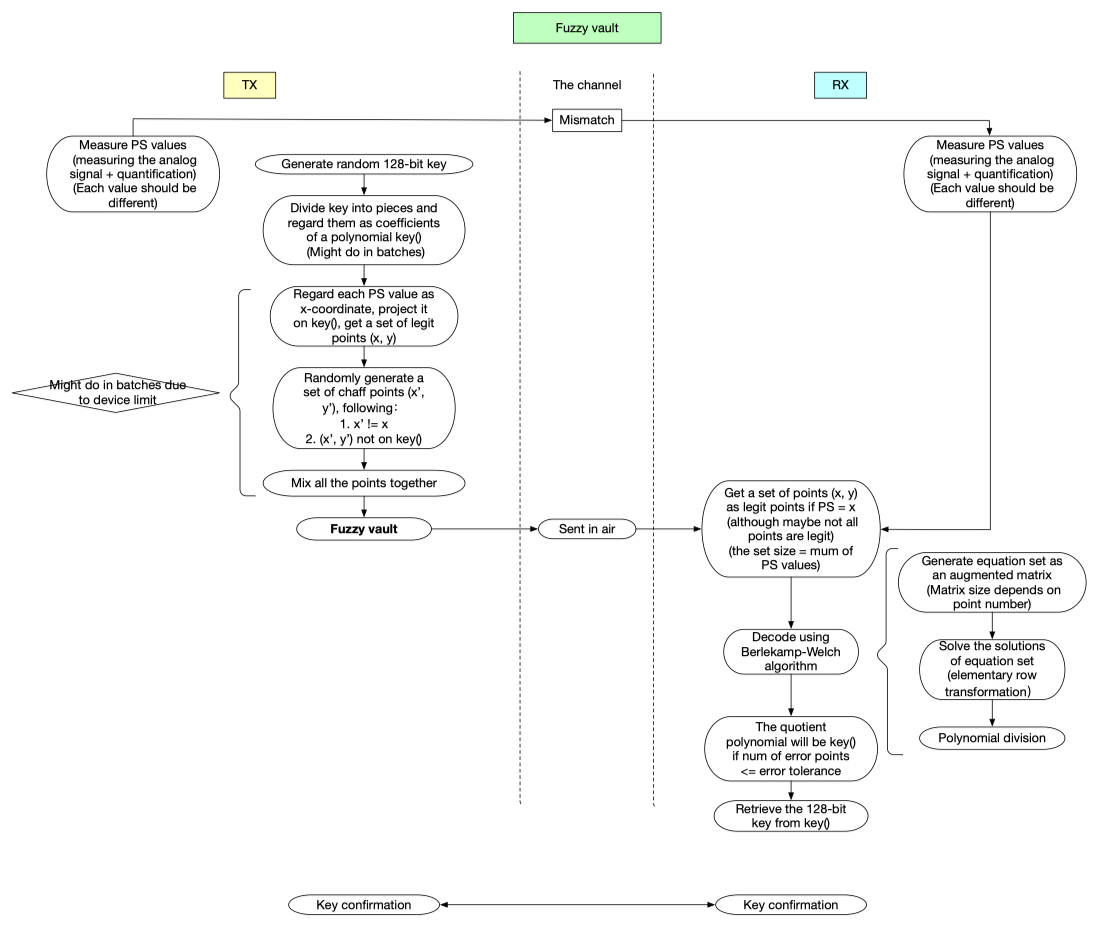 Fuzzy vault
TX
The channel
RX
Mismatch
Measure PS values
(measuring the analog
signal + quantification)
(Each value should be
different)
Generate random 128-bit key
Divide key into pieces and
regard them as coefficients
of a polynomial key()
(Might do in batches)
Regard each PS value as
x-coordinate, project it
on key(), get a set of legit
points (x, y)
Might do in batches due
to device limit
Randomly generate a
set of chaff points (x’,
y’), following：
1. x’ != x
2. (x’, y’) not on key()
Mix all the points together
Fuzzy vault
Sent in air
Measure PS values
(measuring the analog
signal + quantification)
(Each value should be
different)
Get a set of points (x, y)
as legit points if PS = x
(although maybe not all
points are legit)
(the set size = mum of
PS values)
Decode using
Berlekamp-Welch
algorithm
Generate equation set as
an augmented matrix
(Matrix size depends on
point number)
Solve the solutions
of equation set
(elementary row
transformation)
Polynomial division
The quotient
polynomial will be key()
if num of error points
<= error tolerance
Retrieve the 128-bit
key from key()
Key confirmation
Key confirmation